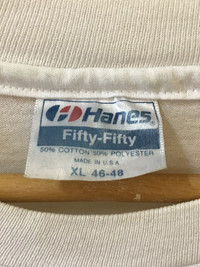 Hanes
Fifty-Fifty
50% COTTON 50% POLYESTER
MADE IN U.S.A
XL 46-48